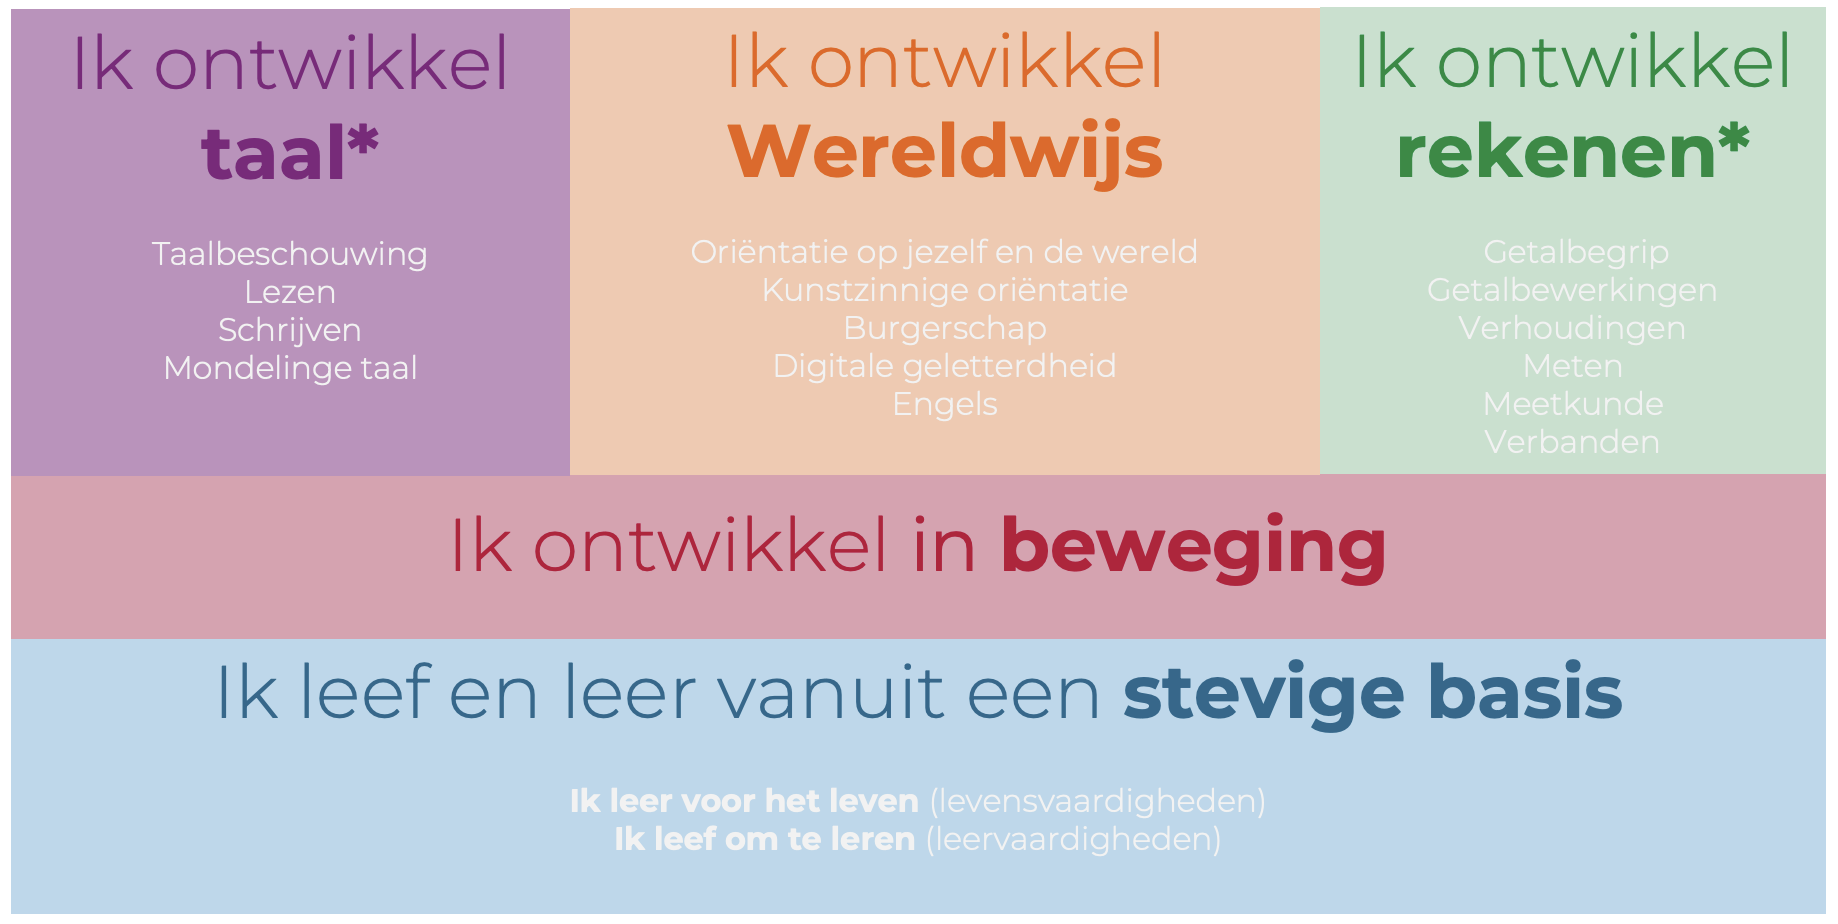 Ik ontwikkel
taal*
Taalbeschouwing
Lezen
Schrijven
Mondelinge taal
Ik ontwikkel
Wereldwijs
Oriëntatie op jezelf en de wereld
Kunstzinnige oriëntatie
Burgerschap
Digitale geletterdheid
Engels
Ik ontwikkel
rekenen*
Getalbegrip
Getalbewerkingen
Verhoudingen
Meten
Meetkunde
Verbanden
Ik ontwikkel in beweging
Ik leef en leer vanuit een stevige basis
Ik leer voor het leven (levensvaardigheden)
Ik leef om te leren (leervaardigheden)